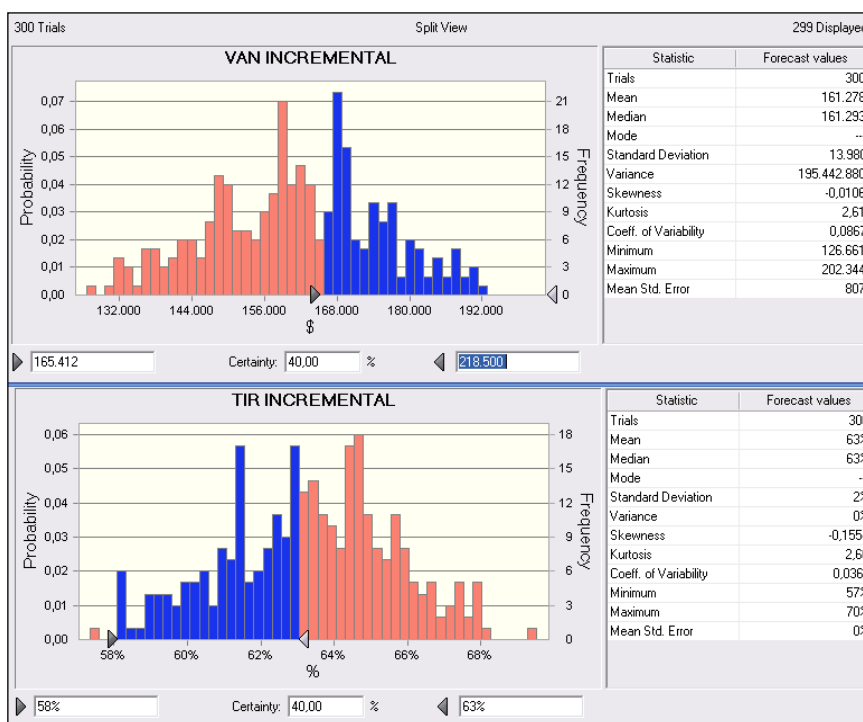 300 Trials Split View 299 Displayed
VAN INCREMENTAL
Statistic Forecast values
Trials 300
Mean 161.278
Median 161.293
Mode --
Standard Deviation 13.980
Variance 195.442.880
Skewness -0,0106
Kurtosis 2,61
Coeff. of Variability 0,0867
Minimum 126.661
Maximum 202.344
Mean Std. Error 807
Probability
0,07
0,06
0,05
0,04
0,03
0,02
0,01
0,00
Frequency
21
18
15
12
9
6
3
0
132.000 144.000 156.000 168.000 180.000 192.000
$
165.412 Certainty: 40,00 % 218.500
TIR INCREMENTAL
Statistic Forecast values
Trials 300
Mean 63%
Median 63%
Mode --
Standard Deviation 2%
Variance 0%
Skewness -0,155
Kurtosis 2,6
Coeff. of Variability 0,036
Minimum 57%
Maximum 70%
Mean Std. Error 0%
Probability
0,06
0,05
0,04
0,03
0,02
0,01
0,00
Frequency
18
15
12
9
6
3
0
58% 60% 62% 64% 66% 68%
%
58% Certainty: 40,00 % 63%